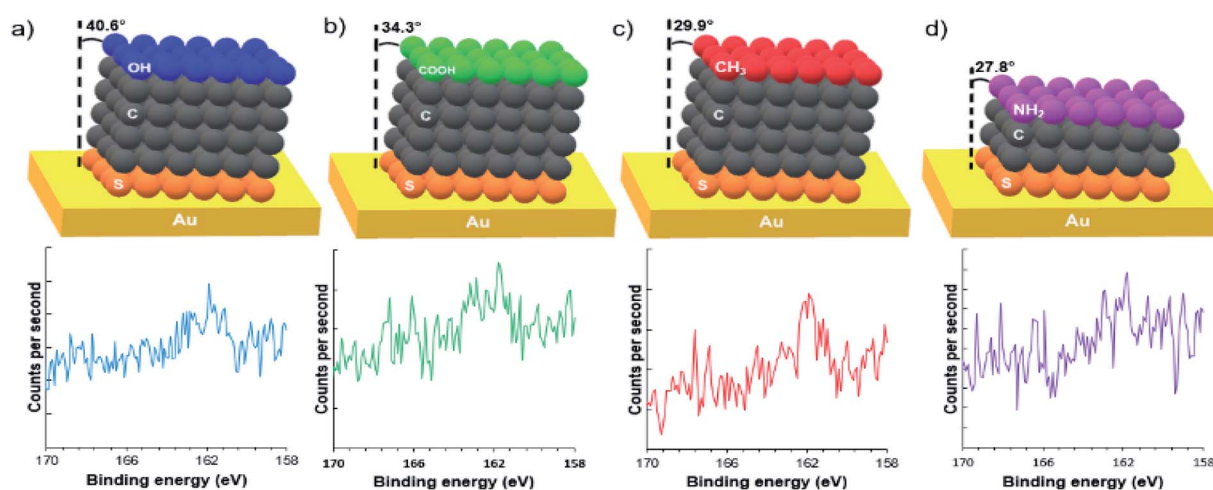 a)
40.6°
OH
C
S
Au
Counts per second
170
166
162
158
Binding energy (eV)
b)
34.3°
COOH
C
S
Au
Counts per second
170
166
162
158
Binding energy (eV)
c)
29.9°
CH₃
C
S
Au
Counts per second
170
166
162
158
Binding energy (eV)
d)
27.8°
NH₂
C
S
Au
Counts per second
170
166
162
158
Binding energy (eV)